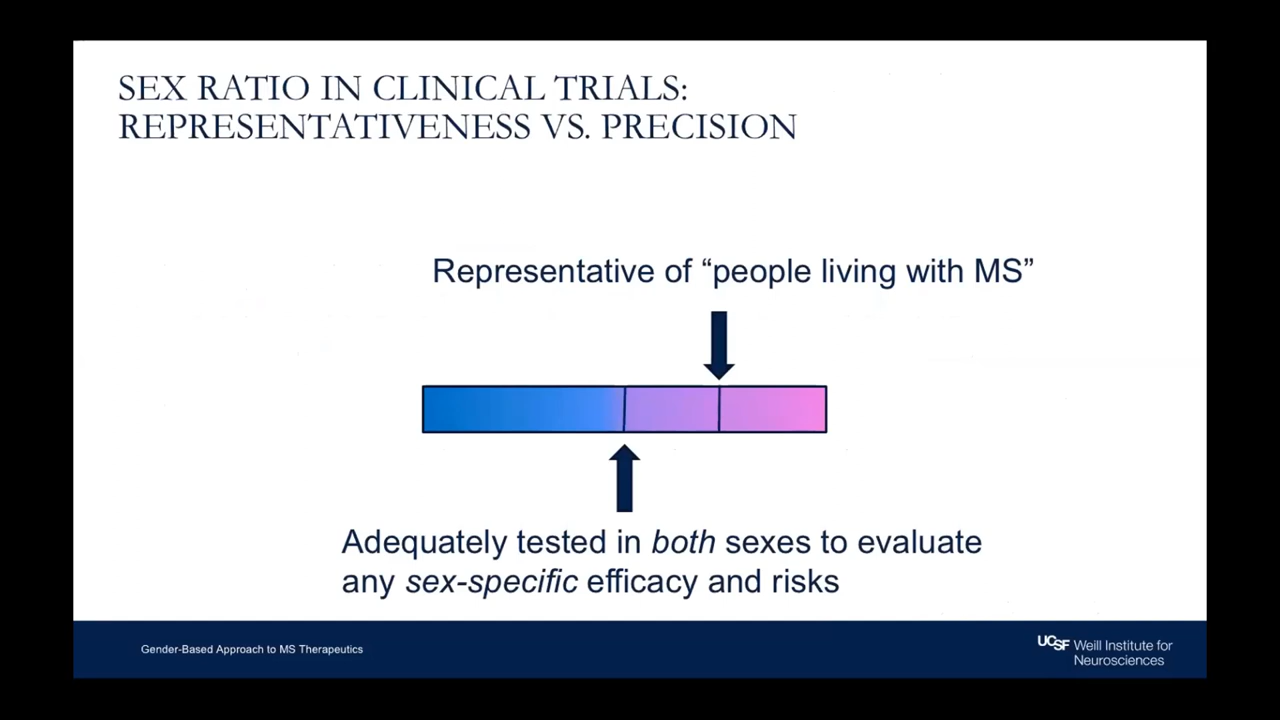 SEX RATIO IN CLINICAL TRIALS:
REPRESENTATIVENESS VS. PRECISION
Representative of “people living with MS”
Adequately tested in both sexes to evaluate
any sex-specific efficacy and risks
Gender-Based Approach to MS Therapeutics
UCSF Weill Institute for
Neurosciences